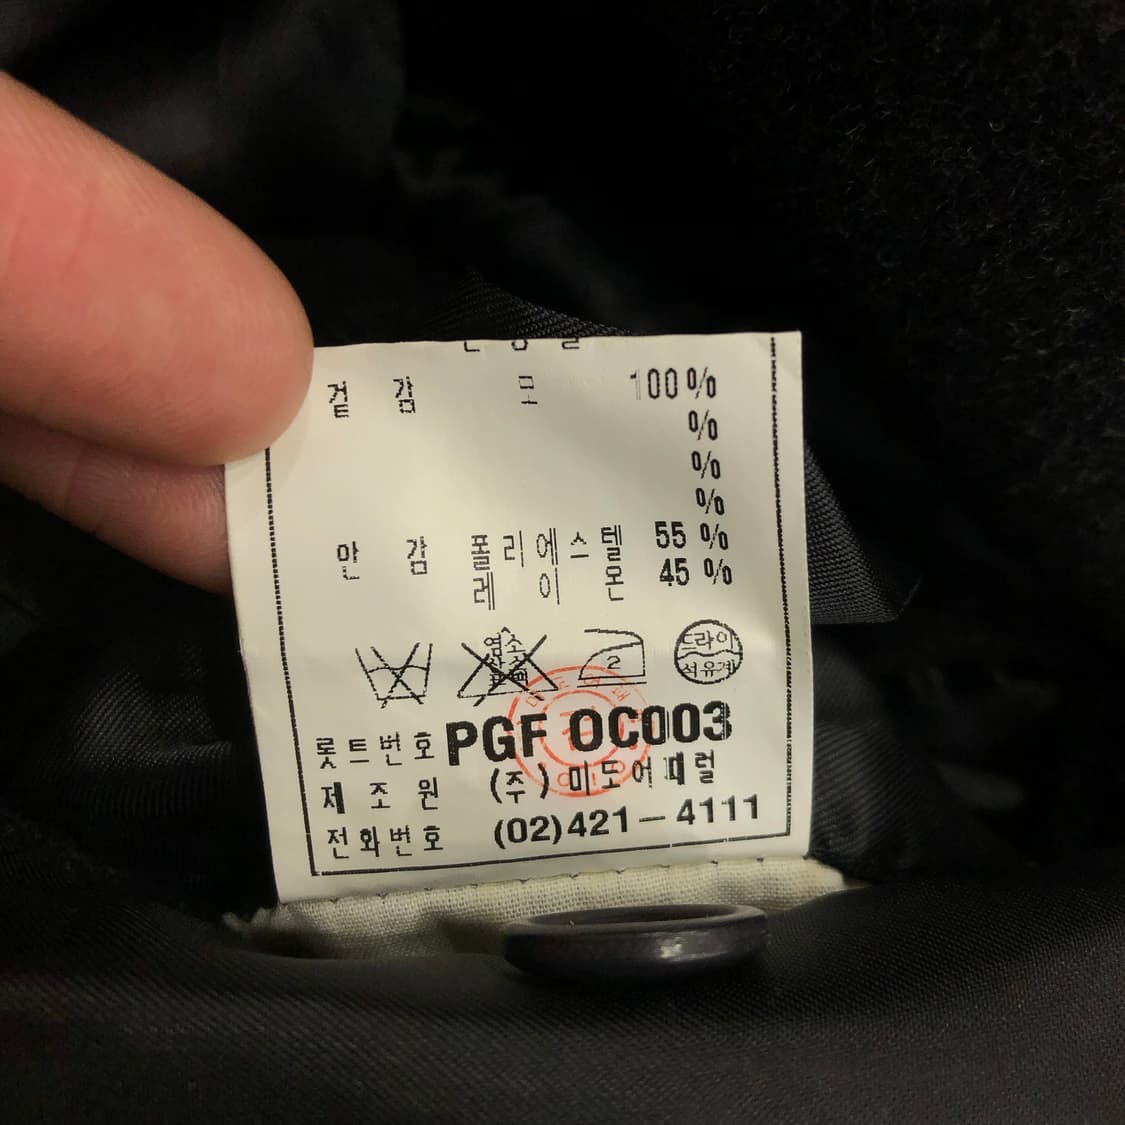 겉 감 모 100%
%
%
%
안 감 폴리에스텔 55%
레 이 온 45%
염소
표백
2
드라이
석유계
롯트번호 PGF OC003
제 조 원 (주)미도어패럴
전화번호 (02)421-4111